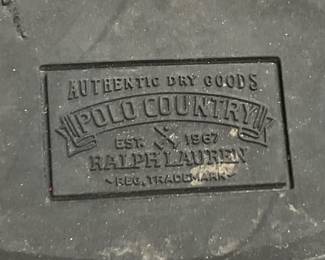 AUTHENTIC DRY GOODS
POLO COUNTRY
EST. 1967
RALPH LAUREN
~REG. TRADEMARK~